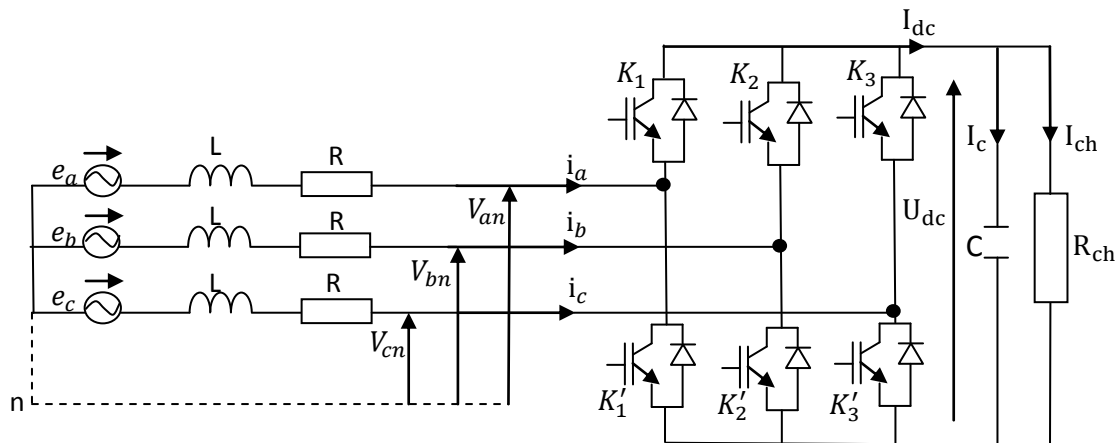 I_dc
K_1
K_2
K_3
I_c
I_ch
L
R
e_a
i_a
V_an
U_dc
L
R
e_b
i_b
C
R_ch
V_bn
L
R
e_c
i_c
V_cn
n
K'_1
K'_2
K'_3